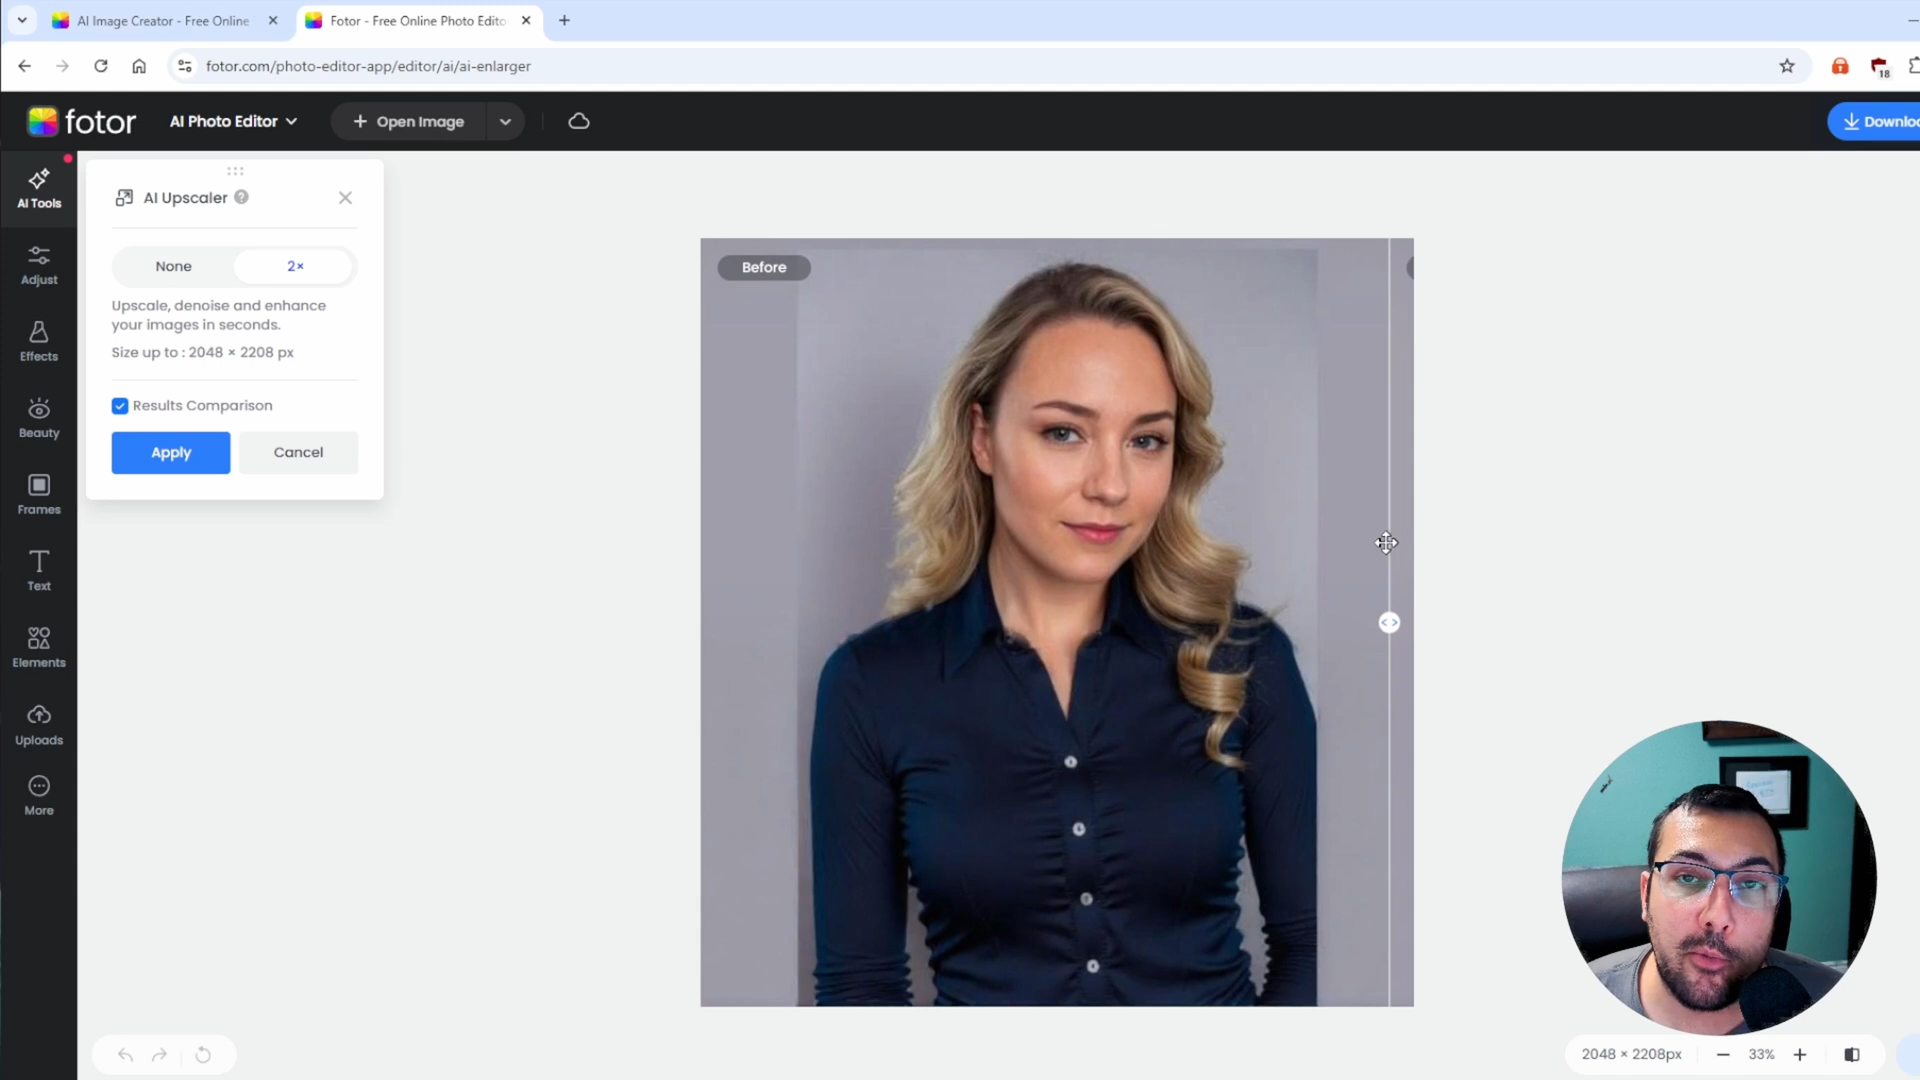 AI Image Creator - Free Online
Fotor - Free Online Photo Edito
fotor.com/photo-editor-app/editor/ai/ai-enlarger
18
fotor
AI Photo Editor
Open Image
Downloa
AI Tools
Adjust
Effects
Beauty
Frames
Text
Elements
Uploads
More
AI Upscaler
None
2×
Upscale, denoise and enhance
your images in seconds.
Size up to : 2048 × 2208 px
Results Comparison
Apply
Cancel
Before
2048 × 2208px
33%